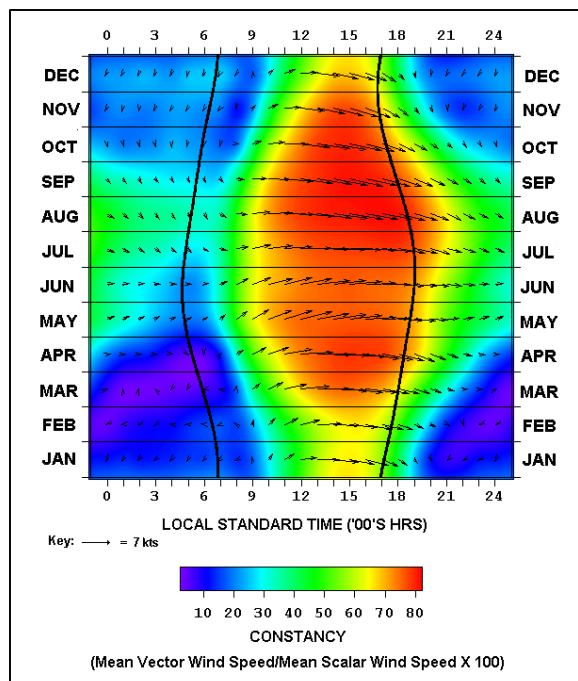 0 3 6 9 12 15 18 21 24
DEC DEC
NOV NOV
OCT OCT
SEP SEP
AUG AUG
JUL JUL
JUN JUN
MAY MAY
APR APR
MAR MAR
FEB FEB
JAN JAN
0 3 6 9 12 15 18 21 24
LOCAL STANDARD TIME ('00'S HRS)
Key: = 7 kts
10 20 30 40 50 60 70 80
CONSTANCY
(Mean Vector Wind Speed/Mean Scalar Wind Speed X 100)